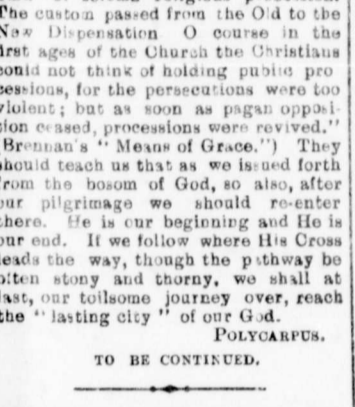 The custom passed from the Old to the
New Dispensation O course in the
first ages of the Church the Christians
could not think of holding public pro
cessions, for the persecutions were too
violent; but as soon as pagan opposi-
tion ceased, processions were revived."
Brennan's "Means of Grace.") They
should teach us that as we issued forth
from the bosom of God, so also, after
our pilgrimage we should re-enter
there. He is our beginning and He is
our end. If we follow where His Cross
leads the way, though the pathway be
often stony and thorny, we shall at
last, our toilsome journey over, reach
the "lasting city" of our God.
POLYCARPUS.
TO BE CONTINUED.